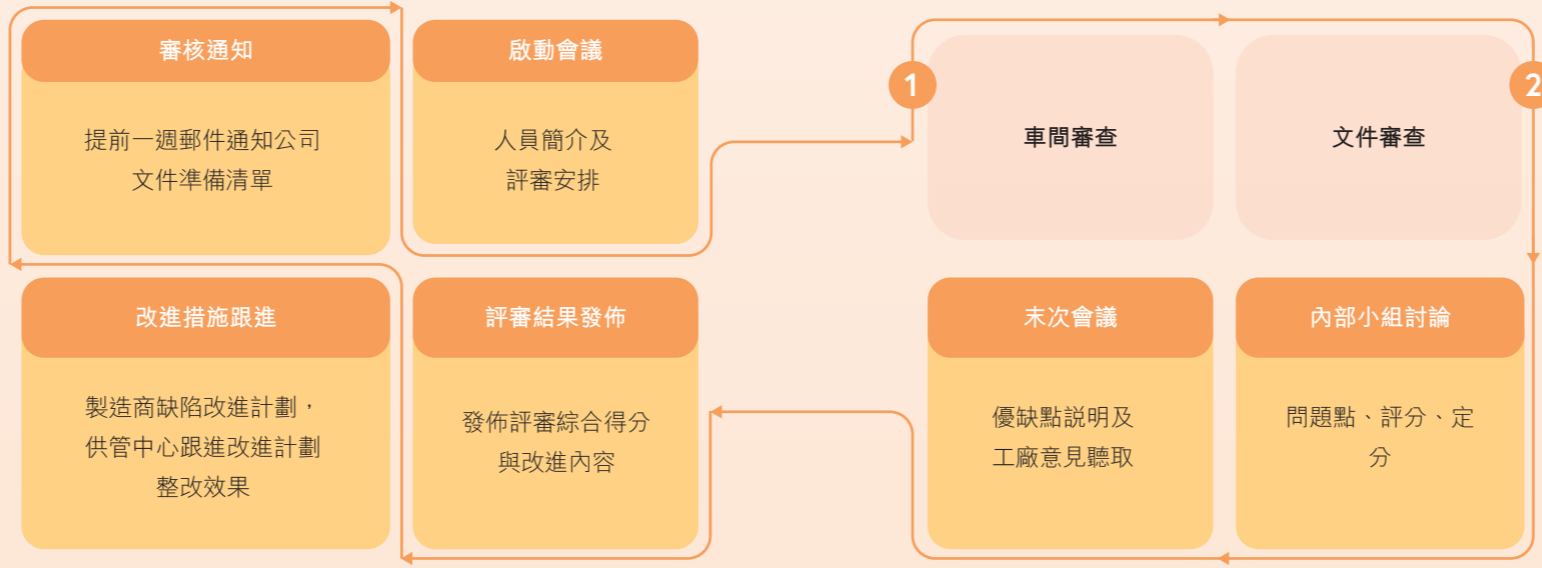 審核通知
提前一週郵件通知公司
文件準備清單
啟動會議
人員簡介及
評審安排
1
車間審查
文件審查
2
改進措施跟進
製造商缺陷改進計劃，
供管中心跟進改進計劃
整改效果
評審結果發佈
發佈評審綜合得分
與改進內容
末次會議
優缺點説明及
工廠意見聽取
內部小組討論
問題點、評分、定
分